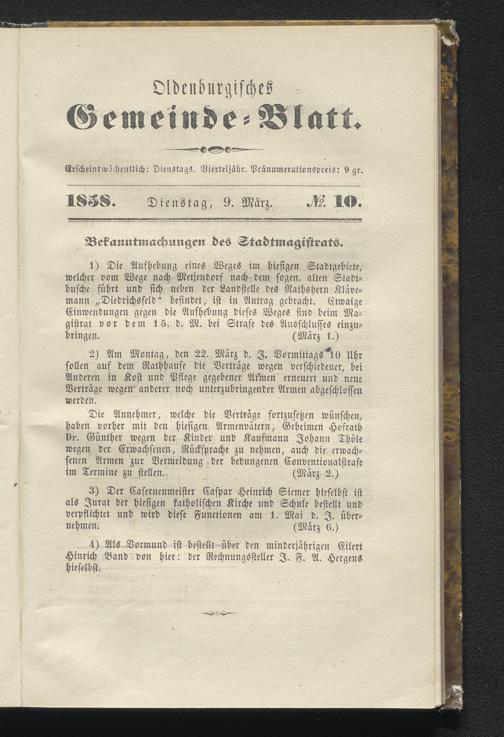 Oldenburgisches
Gemeinde-Blatt.
Erscheint wöchentlich: Dienstags. Vierteljähr. Pränumerationspreis: 9 gr.
1858. Dienstag, 9. März. №. 10.
Bekanntmachungen des Stadtmagistrats.
1) Die Aufhebung eines Weges im hiesigen Stadtgebiete,
welcher vom Wege nach Metjendorf nach dem sogen. alten Stadt-
busche führt und sich neben der Landstelle des Rathsherrn Kläve-
mann „Diedrichsfeld" befindet, ist in Antrag gebracht. Etwaige
Einwendungen gegen die Aufhebung dieses Weges sind beim Ma-
gistrat vor dem 15. d. M. bei Strafe des Ausschlusses einzu-
bringen. (März 1.)
2) Am Montag, den 22. März d. J. Vormittags 10 Uhr
sollen auf dem Rathhause die Verträge wegen verschiedener, bei
Anderen in Kost und Pflege gegebener Armen erneuert und neue
Verträge wegen anderer noch unterzubringender Armen abgeschlossen
werden.
Die Annehmer, welche die Verträge fortzusetzen wünschen,
haben vorher mit den hiesigen Armenvätern, Geheimen Hofrath
Dr. Günther wegen der Kinder und Kaufmann Johann Thöle
wegen der Erwachsenen, Rücksprache zu nehmen, auch die erwach-
senen Armen zur Vermeidung der bedungenen Conventionalstrafe
im Termine zu stellen. (März 2.)
3) Der Casernenmeister Caspar Heinrich Siemer hieselbst ist
als Jurat der hiesigen katholischen Kirche und Schule bestellt und
verpflichtet und wird diese Functionen am 1. Mai d. J. über-
nehmen. (März 6.)
4) Als Vormund ist bestellt über den minderjährigen Eilert
Hinrich Band von hier: der Rechnungssteller J. F. A. Hergens
hieselbst.